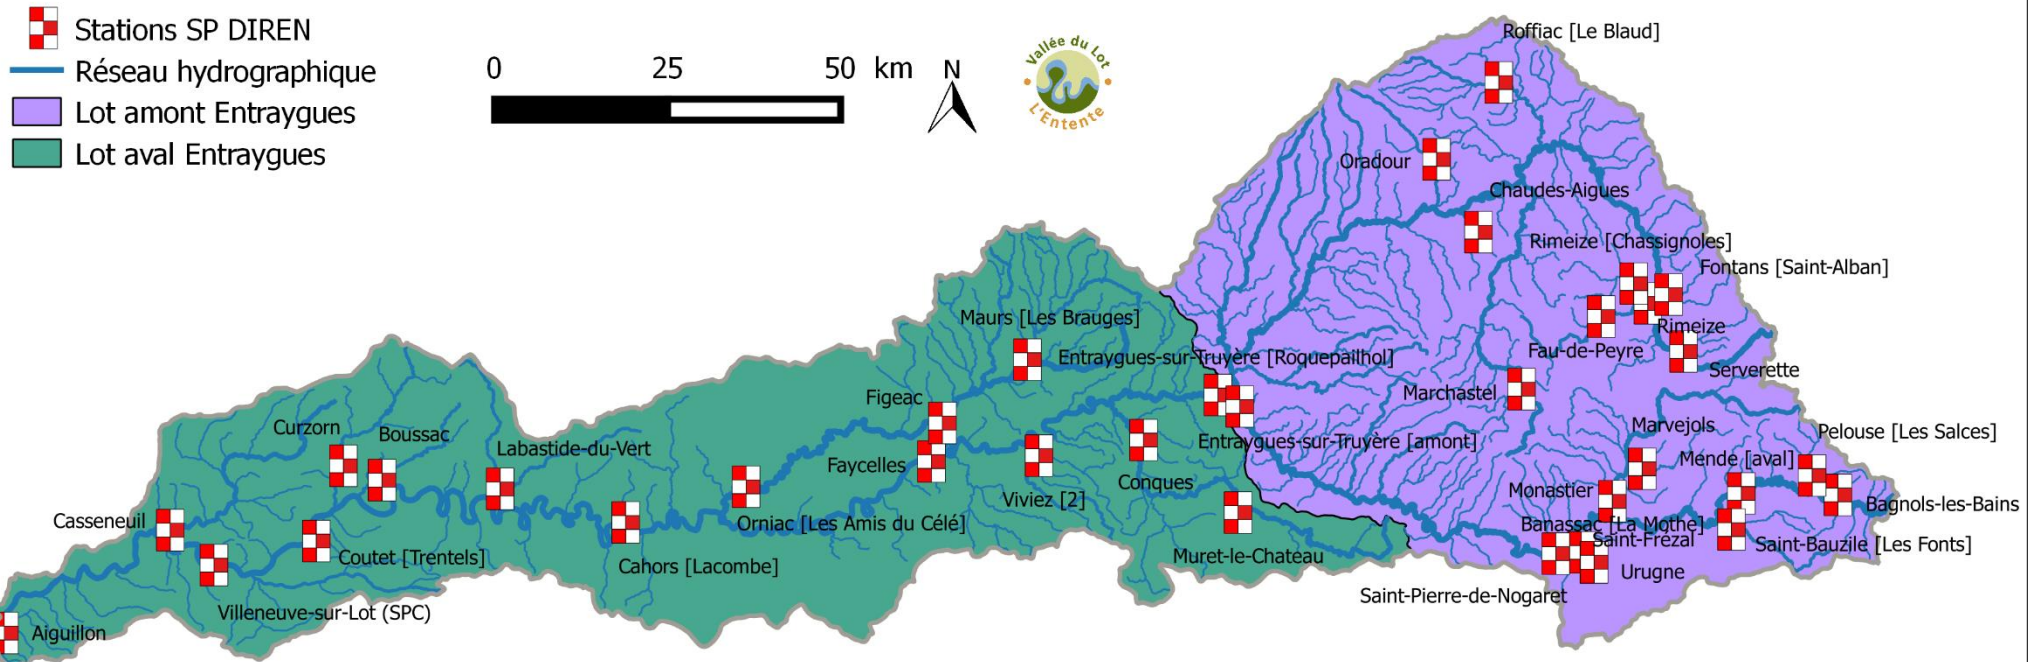 Stations SP DIREN
Réseau hydrographique
Lot amont Entraygues
Lot aval Entraygues
0 25 50 km
N
Vallée du Lot
L'Entente
Roffiac [Le Blaud]
Oradour
Chaudes-Aigues
Rimeize [Chassignoles]
Fontans [Saint-Alban]
Maurs [Les Brauges]
Rimeize
Fau-de-Peyre
Entraygues-sur-Truyère [Roquepailhol]
Serverette
Marchastel
Figeac
Marvejols
Curzorn
Boussac
Pelouse [Les Salces]
Entraygues-sur-Truyère [amont]
Labastide-du-Vert
Mende [aval]
Faycelles
Conques
Monastier
Viviez [2]
Bagnols-les-Bains
Casseneuil
Orniac [Les Amis du Célé]
Banassac [La Mothe]
Saint-Frézal
Saint-Bauzile [Les Fonts]
Coutet [Trentels]
Muret-le-Chateau
Cahors [Lacombe]
Urugne
Saint-Pierre-de-Nogaret
Villeneuve-sur-Lot (SPC)
Aiguillon